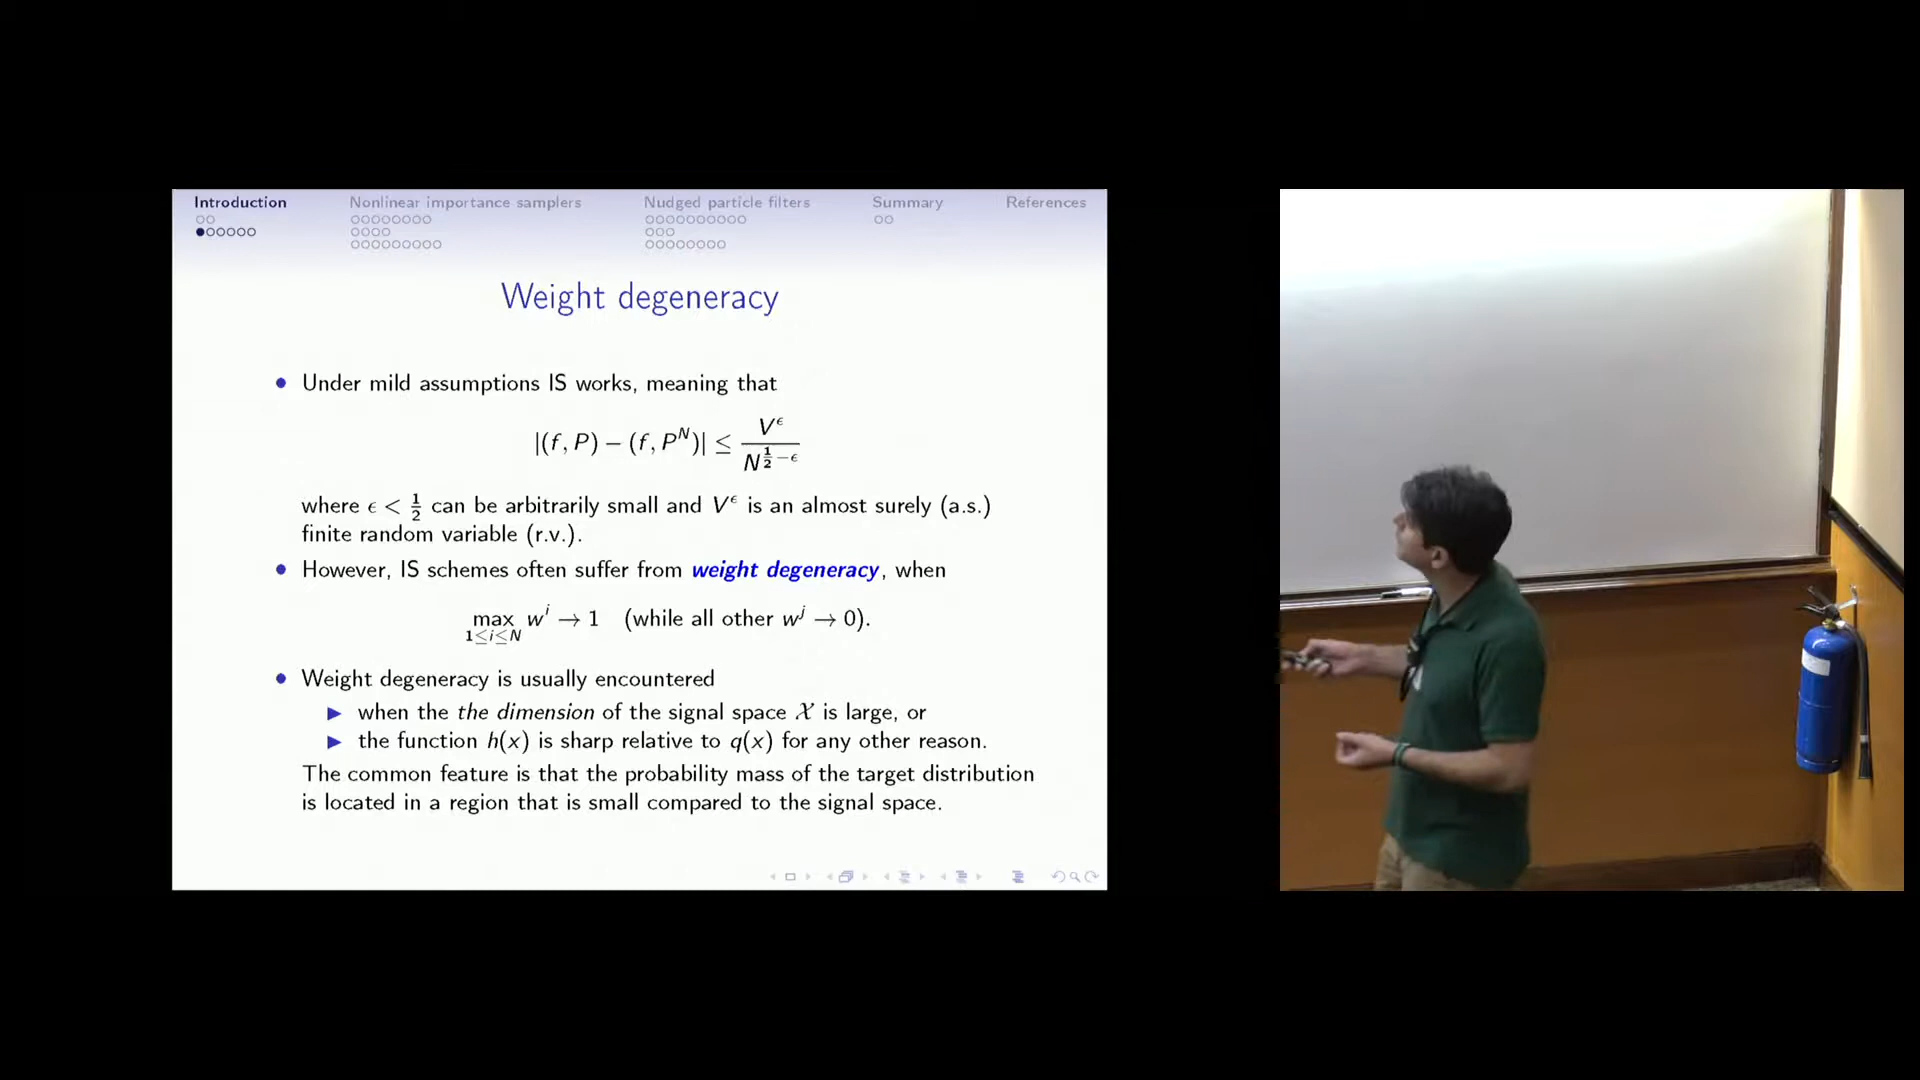 Introduction Nonlinear importance samplers Nudged particle filters Summary References
Weight degeneracy
• Under mild assumptions IS works, meaning that
|(f, P) − (f, P^N)| ≤ V^ϵ / N^{1/2 − ϵ}
where ϵ < 1/2 can be arbitrarily small and V^ϵ is an almost surely (a.s.)
finite random variable (r.v.).
• However, IS schemes often suffer from weight degeneracy, when
max_{1≤i≤N} w^i → 1 (while all other w^j → 0).
• Weight degeneracy is usually encountered
▶ when the the dimension of the signal space 𝒳 is large, or
▶ the function h(x) is sharp relative to q(x) for any other reason.
The common feature is that the probability mass of the target distribution
is located in a region that is small compared to the signal space.